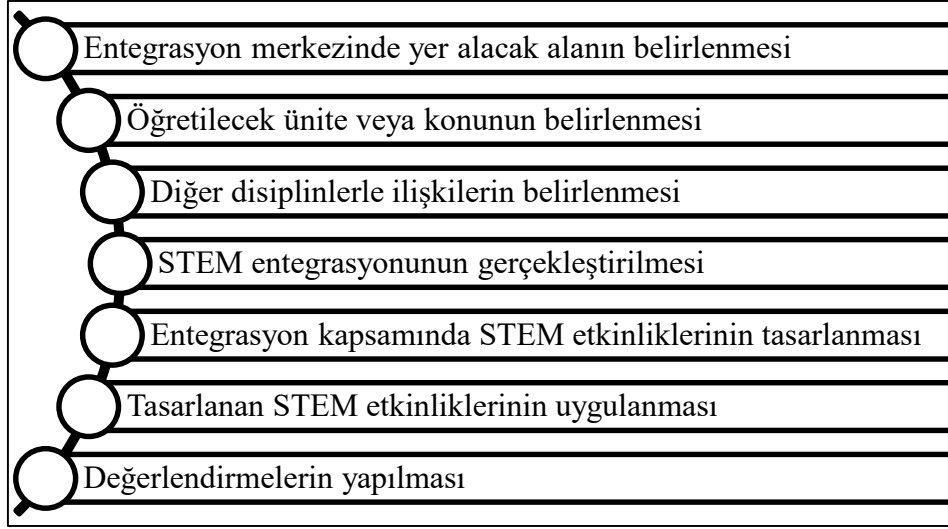 Entegrasyon merkezinde yer alacak alanın belirlenmesi
Öğretilecek ünite veya konunun belirlenmesi
Diğer disiplinlerle ilişkilerin belirlenmesi
STEM entegrasyonunun gerçekleştirilmesi
Entegrasyon kapsamında STEM etkinliklerinin tasarlanması
Tasarlanan STEM etkinliklerinin uygulanması
Değerlendirmelerin yapılması